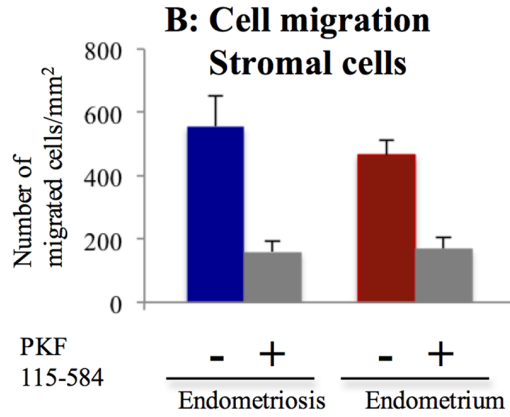 B: Cell migration
Stromal cells
Number of
migrated cells/mm²
800
600
400
200
0
PKF
115-584
- + - +
Endometriosis Endometrium